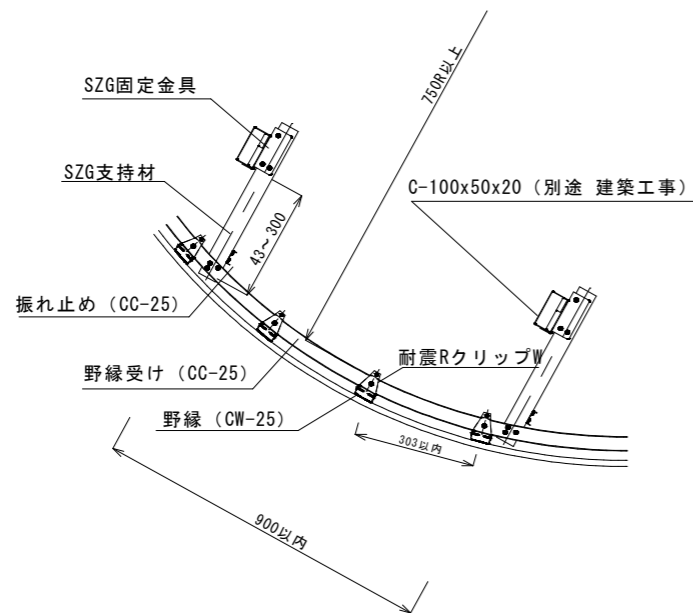 750R以上
SZG固定金具
SZG支持材
C-100x50x20（別途 建築工事）
43～300
振れ止め（CC-25）
野縁受け（CC-25）
耐震RクリップW
野縁（CW-25）
303以内
900以内